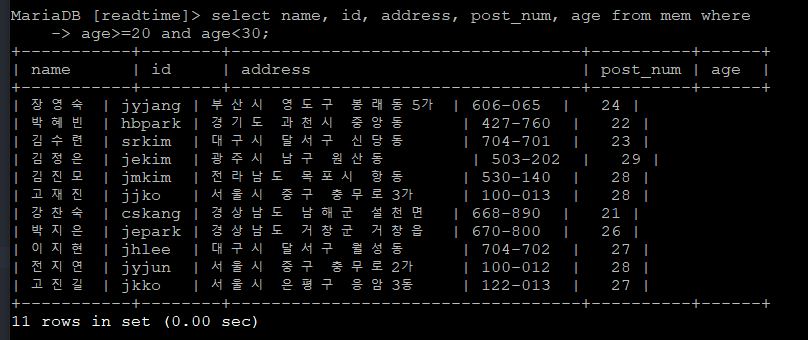 MariaDB [readtime]> select name, id, address, post_num, age from mem where
-> age>=20 and age<30;
| name | id | address | post_num | age |
| 장영숙 | jyjang | 부산시 영도구 봉래동5가 | 606-065 | 24 |
| 박혜빈 | hbpark | 경기도 과천시 중앙동 | 427-760 | 22 |
| 김수련 | srkim | 대구시 달서구 신당동 | 704-701 | 23 |
| 김정은 | jekim | 광주시 남구 원산동 | 503-202 | 29 |
| 김진모 | jmkim | 전라남도 목포시 항동 | 530-140 | 28 |
| 고재진 | jjko | 서울시 중구 충무로3가 | 100-013 | 28 |
| 강찬숙 | cskang | 경상남도 남해군 설천면 | 668-890 | 21 |
| 박지은 | jepark | 경상남도 거창군 거창읍 | 670-800 | 26 |
| 이지현 | jhlee | 대구시 달서구 월성동 | 704-702 | 27 |
| 전지연 | jyjun | 서울시 중구 충무로2가 | 100-012 | 28 |
| 고진길 | jkko | 서울시 은평구 응암3동 | 122-013 | 27 |
11 rows in set (0.00 sec)